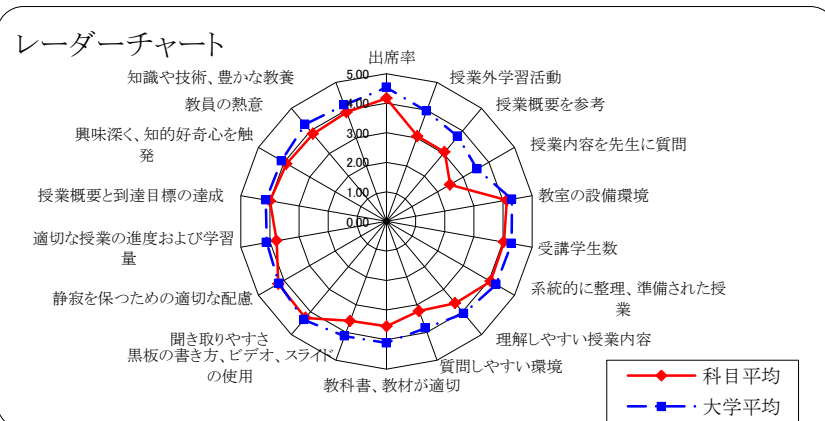 レーダーチャート
出席率
授業外学習活動
授業概要を参考
授業内容を先生に質問
教室の設備環境
受講学生数
系統的に整理、準備された授
業
理解しやすい授業内容
質問しやすい環境
教科書、教材が適切
黒板の書き方、ビデオ、スライド
の使用
聞き取りやすさ
静寂を保つための適切な配慮
適切な授業の進度および学習
量
授業概要と到達目標の達成
興味深く、知的好奇心を触
発
教員の熱意
知識や技術、豊かな教養
5.00
4.00
3.00
2.00
1.00
0.00
科目平均
大学平均